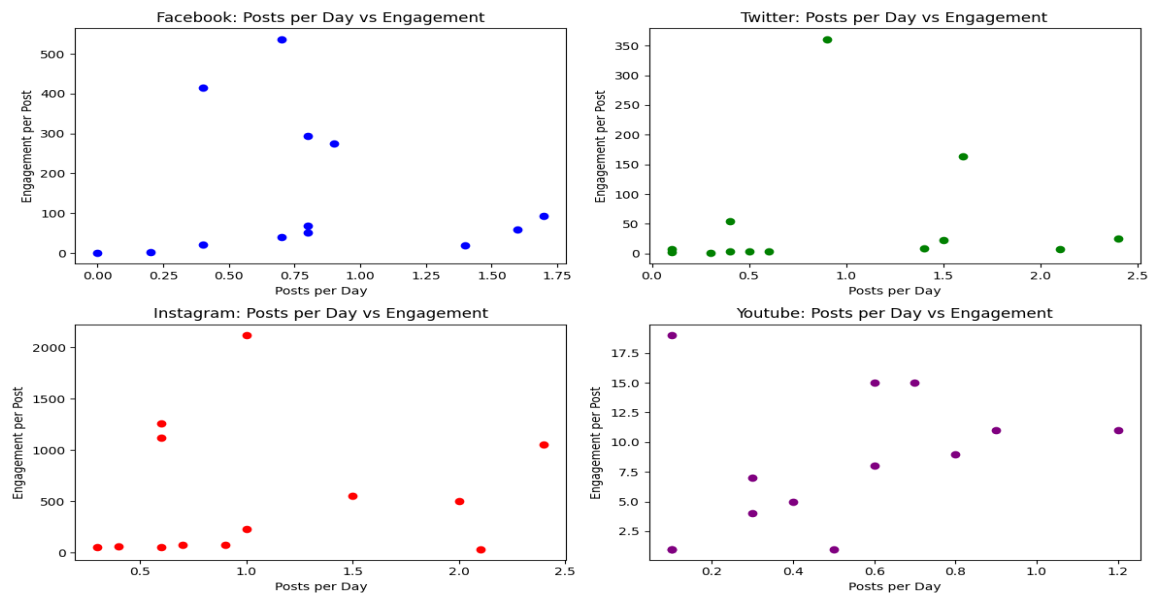 Facebook: Posts per Day vs Engagement
Engagement per Post
500
400
300
200
100
0
0.00 0.25 0.50 0.75 1.00 1.25 1.50 1.75
Posts per Day
Twitter: Posts per Day vs Engagement
Engagement per Post
350
300
250
200
150
100
50
0
0.0 0.5 1.0 1.5 2.0 2.5
Posts per Day
Instagram: Posts per Day vs Engagement
Engagement per Post
2000
1500
1000
500
0
0.5 1.0 1.5 2.0 2.5
Posts per Day
Youtube: Posts per Day vs Engagement
Engagement per Post
17.5
15.0
12.5
10.0
7.5
5.0
2.5
0.2 0.4 0.6 0.8 1.0 1.2
Posts per Day